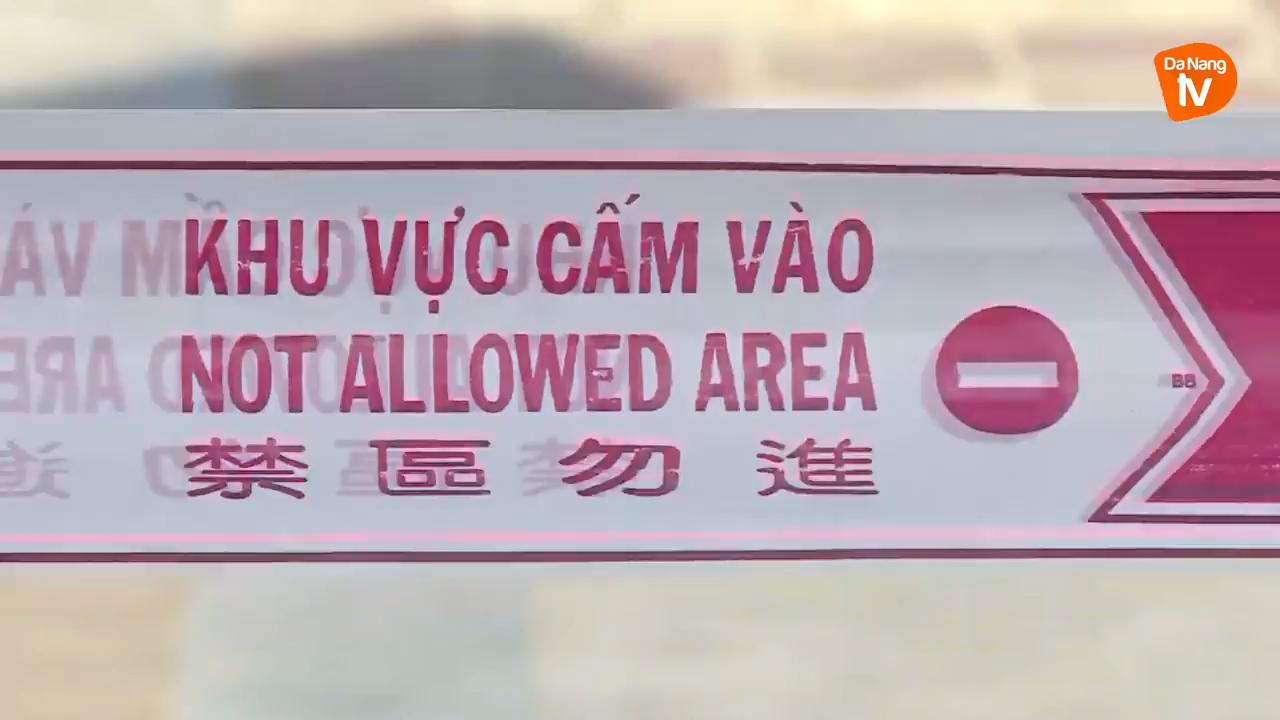 Da Nang
tv
KHU VỰC CẤM VÀO
NOT ALLOWED AREA
禁區勿進